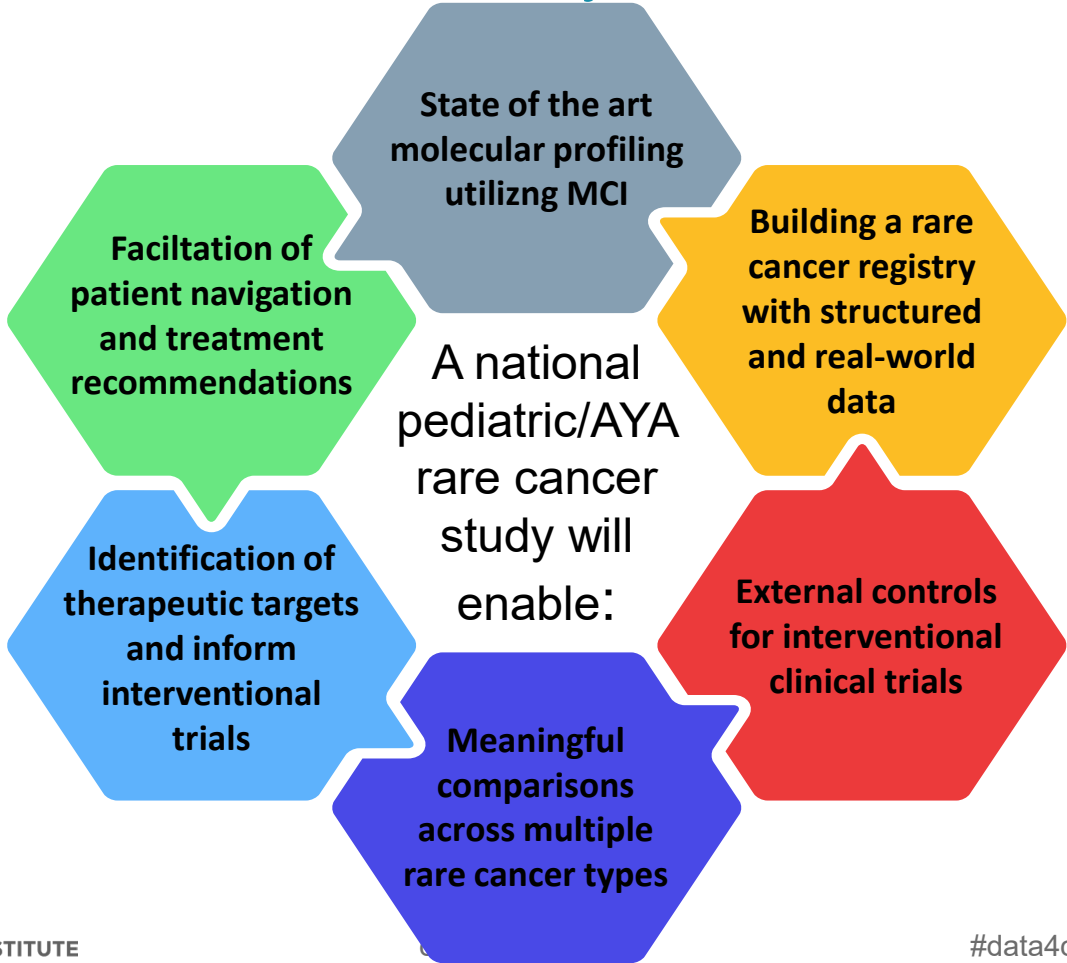 State of the art
molecular profiling
utilizng MCI
Building a rare
cancer registry
with structured
and real-world
data
External controls
for interventional
clinical trials
Meaningful
comparisons
across multiple
rare cancer types
Identification of
therapeutic targets
and inform
interventional
trials
Faciltation of
patient navigation
and treatment
recommendations
A national
pediatric/AYA
rare cancer
study will
enable:
STITUTE
#data4c